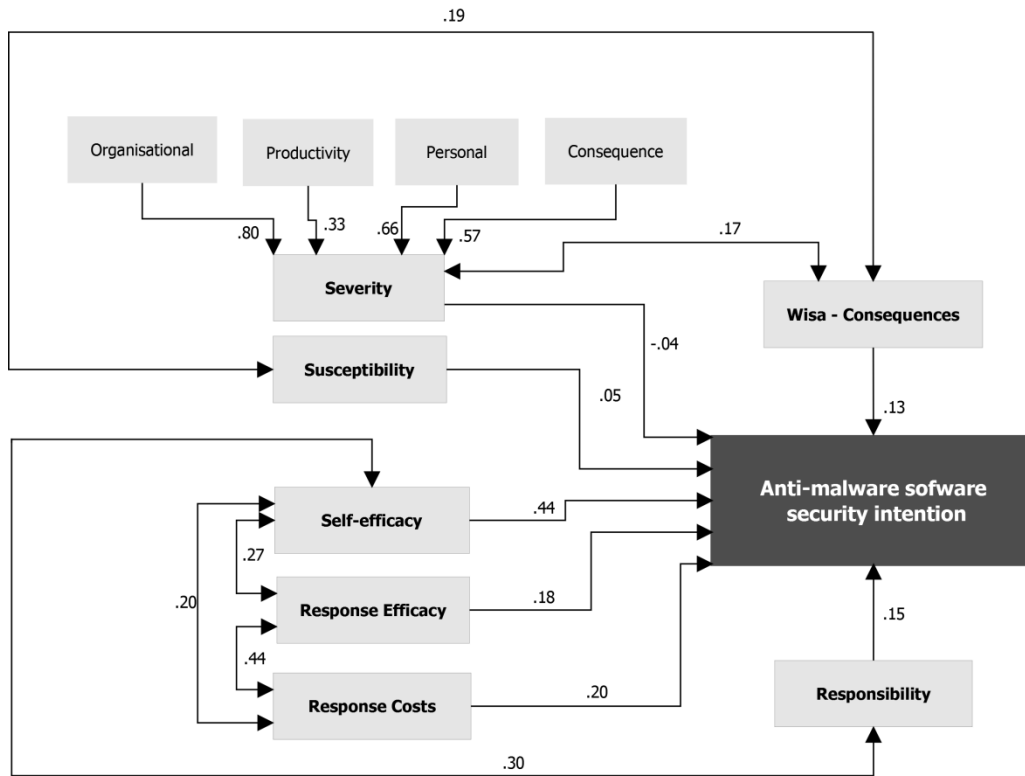 .19
Organisational
Productivity
Personal
Consequence
.80
.33
.66
.57
.17
Severity
Wisa - Consequences
-.04
Susceptibility
.05
.13
Anti-malware sofware
security intention
Self-efficacy
.44
.27
Response Efficacy
.18
.20
.15
.44
Response Costs
.20
Responsibility
.30